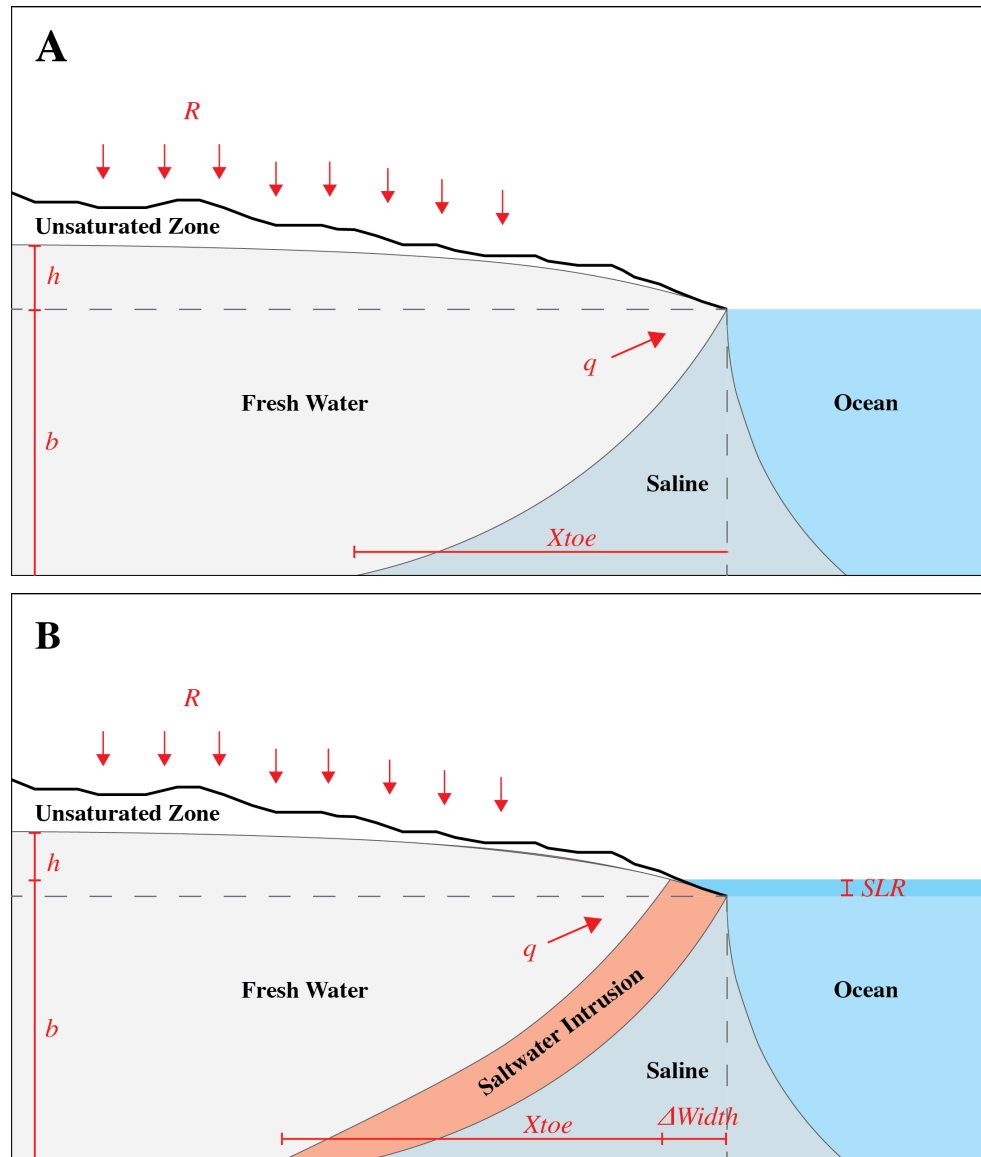 A
R
Unsaturated Zone
h
q
Fresh Water
Ocean
b
Saline
Xtoe
B
R
Unsaturated Zone
h
SLR
q
Fresh Water
Ocean
Saltwater Intrusion
b
Saline
Xtoe
ΔWidth